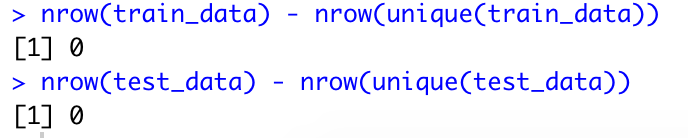 > nrow(train_data) - nrow(unique(train_data))
[1] 0
> nrow(test_data) - nrow(unique(test_data))
[1] 0